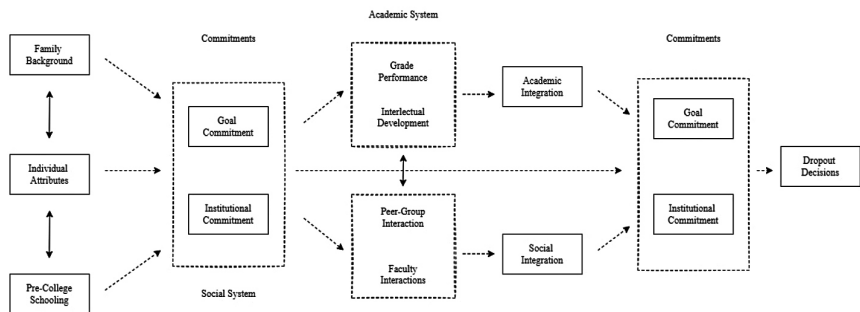 Academic System
Commitments
Commitments
Family
Background
Grade
Performance
Interlectual
Development
Academic
Integration
Goal
Commitment
Goal
Commitment
Individual
Attributes
Dropout
Decisions
Institutional
Commitment
Peer-Group
Interaction
Faculty
Interactions
Social
Integration
Institutional
Commitment
Pre-College
Schooling
Social System